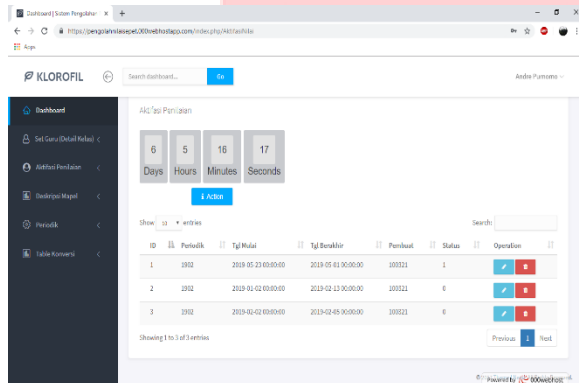 Dashboard | Sistem Pengolahan
https://pengolahnilaisepet.000webhostapp.com/index.php/AktifasiNilai
Apps
KLOROFIL
Search dashboard...
Go
Andre Purnomo
Dashboard
Set Guru (Detail Kelas)
Aktifasi Penilaian
Deskripsi Mapel
Periodik
Table Konversi
Aktifasi Penilaian
6 5 16 17
Days Hours Minutes Seconds
Action
Show 10 entries Search:
ID Periodik Tgl Mulai Tgl Berakhir Pembuat Status Operation
1 1902 2019-05-23 00:00:00 2019-05-01 00:00:00 100321 1
2 1902 2019-01-02 00:00:00 2019-02-13 00:00:00 100321 0
3 1902 2019-02-02 00:00:00 2019-02-05 00:00:00 100321 0
Showing 1 to 3 of 3 entries Previous 1 Next
Powered by 000webhost